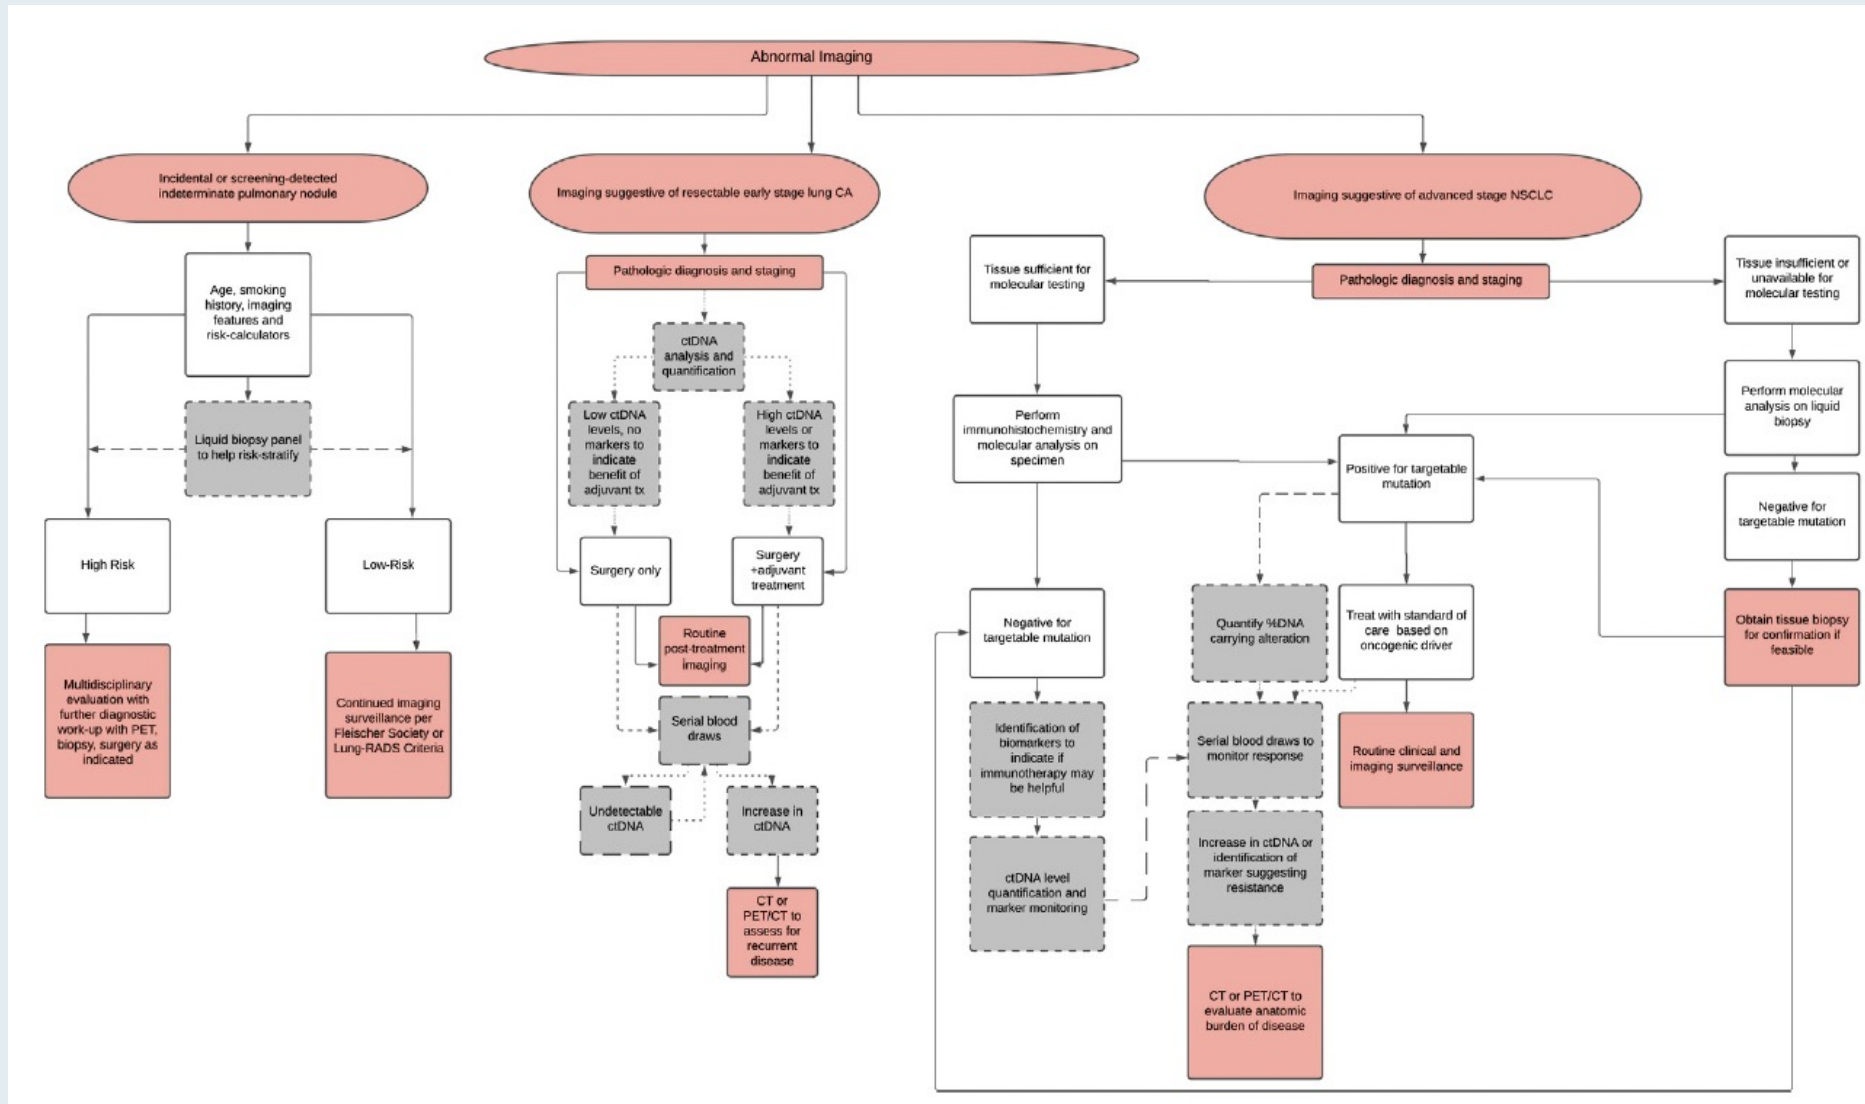 Abnormal Imaging
Incidental or screening-detected
indeterminate pulmonary nodule
Age, smoking
history, imaging
features and
risk-calculators
Liquid biopsy panel
to help risk-stratify
High Risk
Low-Risk
Multidisciplinary
evaluation with
further diagnostic
work-up with PET,
biopsy, surgery as
indicated
Continued imaging
surveillance per
Fleischer Society or
Lung-RADS Criteria
Imaging suggestive of resectable early stage lung CA
Pathologic diagnosis and staging
ctDNA
analysis and
quantification
Low ctDNA
levels, no
markers to
indicate
benefit of
adjuvant tx
High ctDNA
levels or
markers to
indicate
benefit of
adjuvant tx
Surgery only
Surgery
+adjuvant
treatment
Routine
post-treatment
imaging
Serial blood
draws
Undetectable
ctDNA
Increase in
ctDNA
CT or
PET/CT to
assess for
recurrent
disease
Imaging suggestive of advanced stage NSCLC
Pathologic diagnosis and staging
Tissue sufficient for
molecular testing
Tissue insufficient or
unavailable for
molecular testing
Perform
immunohistochemistry and
molecular analysis on
specimen
Perform molecular
analysis on liquid
biopsy
Positive for targetable
mutation
Negative for
targetable mutation
Negative for
targetable mutation
Quantify %DNA
carrying alteration
Treat with standard of
care based on
oncogenic driver
Obtain tissue biopsy
for confirmation if
feasible
Identification of
biomarkers to
indicate if
immunotherapy may
be helpful
Serial blood draws to
monitor response
Routine clinical and
imaging surveillance
ctDNA level
quantification and
marker monitoring
Increase in ctDNA or
identification of
marker suggesting
resistance
CT or PET/CT to
evaluate anatomic
burden of disease